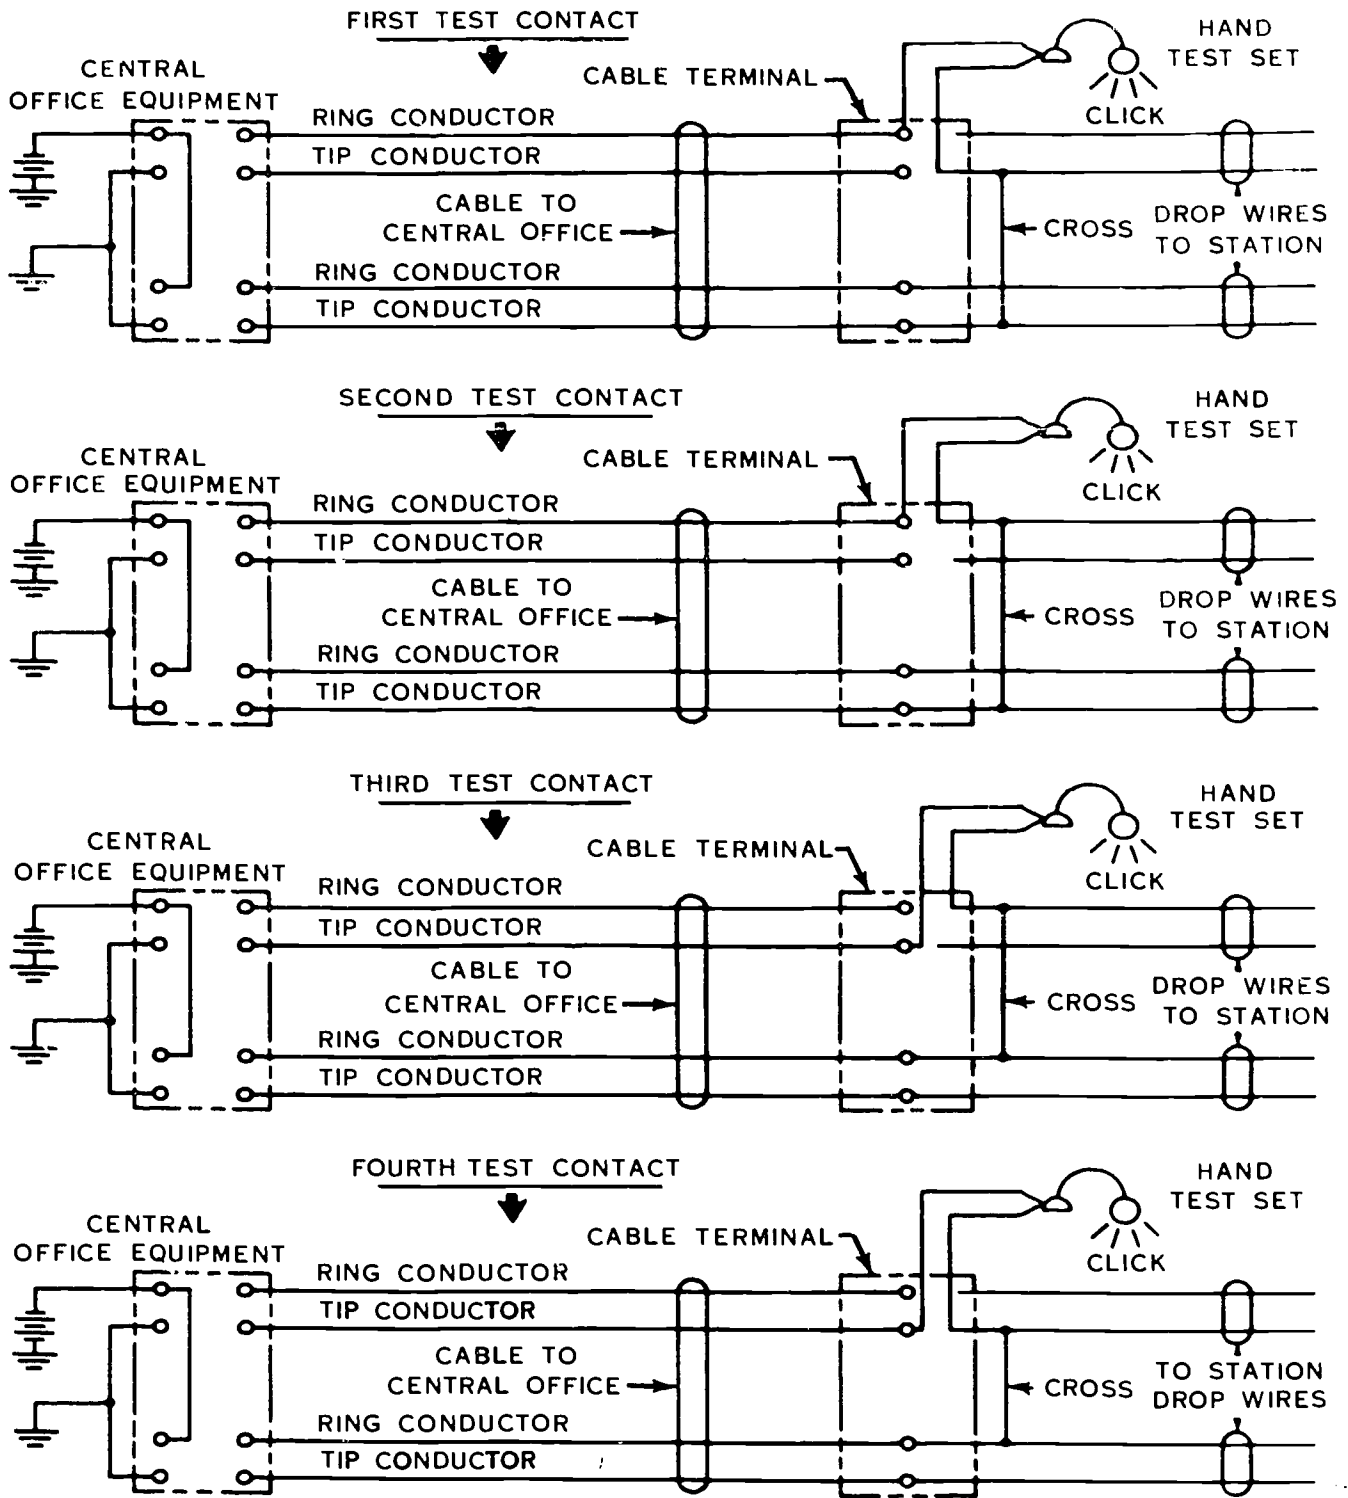 FIRST TEST CONTACT
HAND
TEST SET
CENTRAL
OFFICE EQUIPMENT
CABLE TERMINAL
CLICK
RING CONDUCTOR
TIP CONDUCTOR
CABLE TO
CENTRAL OFFICE
CROSS
DROP WIRES
TO STATION
RING CONDUCTOR
TIP CONDUCTOR
SECOND TEST CONTACT
HAND
TEST SET
CENTRAL
OFFICE EQUIPMENT
CABLE TERMINAL
CLICK
RING CONDUCTOR
TIP CONDUCTOR
CABLE TO
CENTRAL OFFICE
CROSS
DROP WIRES
TO STATION
RING CONDUCTOR
TIP CONDUCTOR
THIRD TEST CONTACT
HAND
TEST SET
CENTRAL
OFFICE EQUIPMENT
CABLE TERMINAL
CLICK
RING CONDUCTOR
TIP CONDUCTOR
CABLE TO
CENTRAL OFFICE
CROSS
DROP WIRES
TO STATION
RING CONDUCTOR
TIP CONDUCTOR
FOURTH TEST CONTACT
HAND
TEST SET
CENTRAL
OFFICE EQUIPMENT
CABLE TERMINAL
CLICK
RING CONDUCTOR
TIP CONDUCTOR
CABLE TO
CENTRAL OFFICE
CROSS
TO STATION
DROP WIRES
RING CONDUCTOR
TIP CONDUCTOR